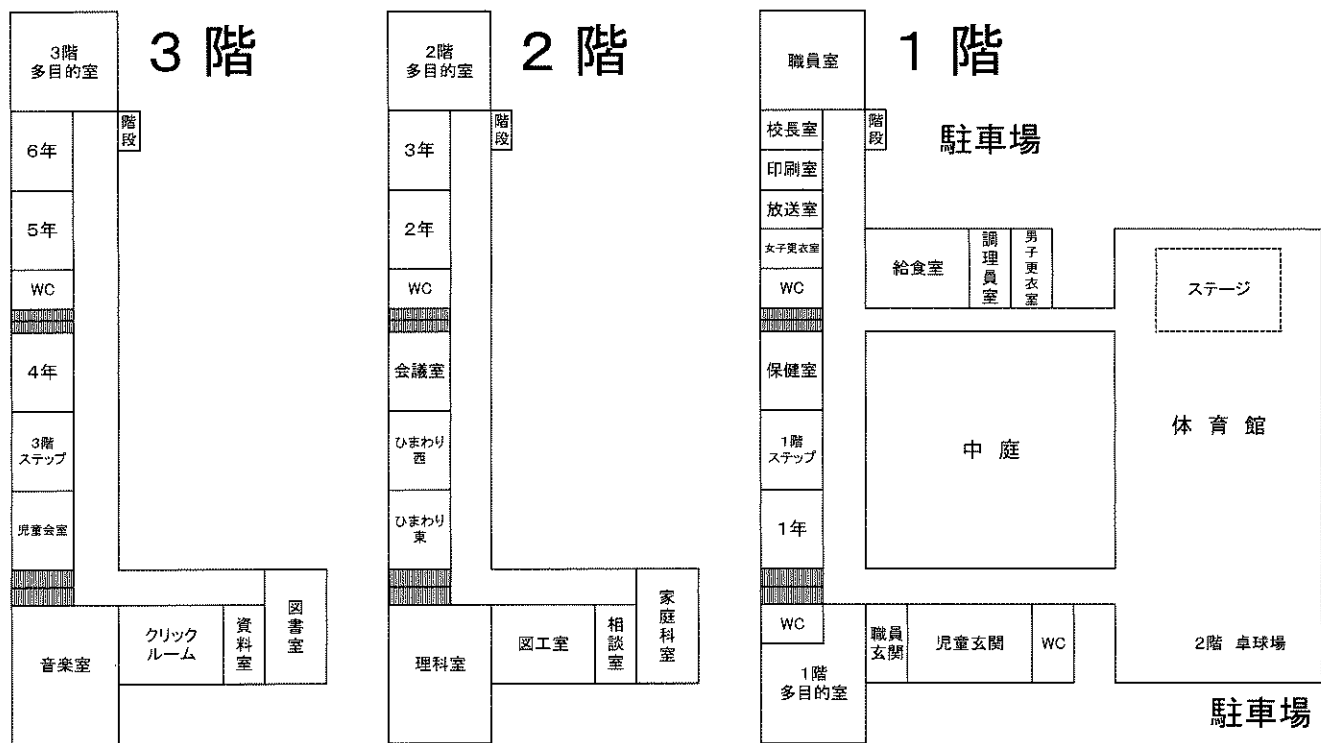 3階
3階
多目的室
階段
6年
5年
WC
4年
3階
ステップ
児童会室
音楽室
クリック
ルーム
資料室
図書室
2階
2階
多目的室
階段
3年
2年
WC
会議室
ひまわり
西
ひまわり
東
理科室
図工室
相談室
家庭科室
1階
職員室
階段
駐車場
校長室
印刷室
放送室
女子更衣室
WC
給食室
調理員室
男子更衣室
ステージ
保健室
1階
ステップ
1年
中庭
体育館
WC
1階
多目的室
職員
玄関
児童玄関
WC
2階 卓球場
駐車場